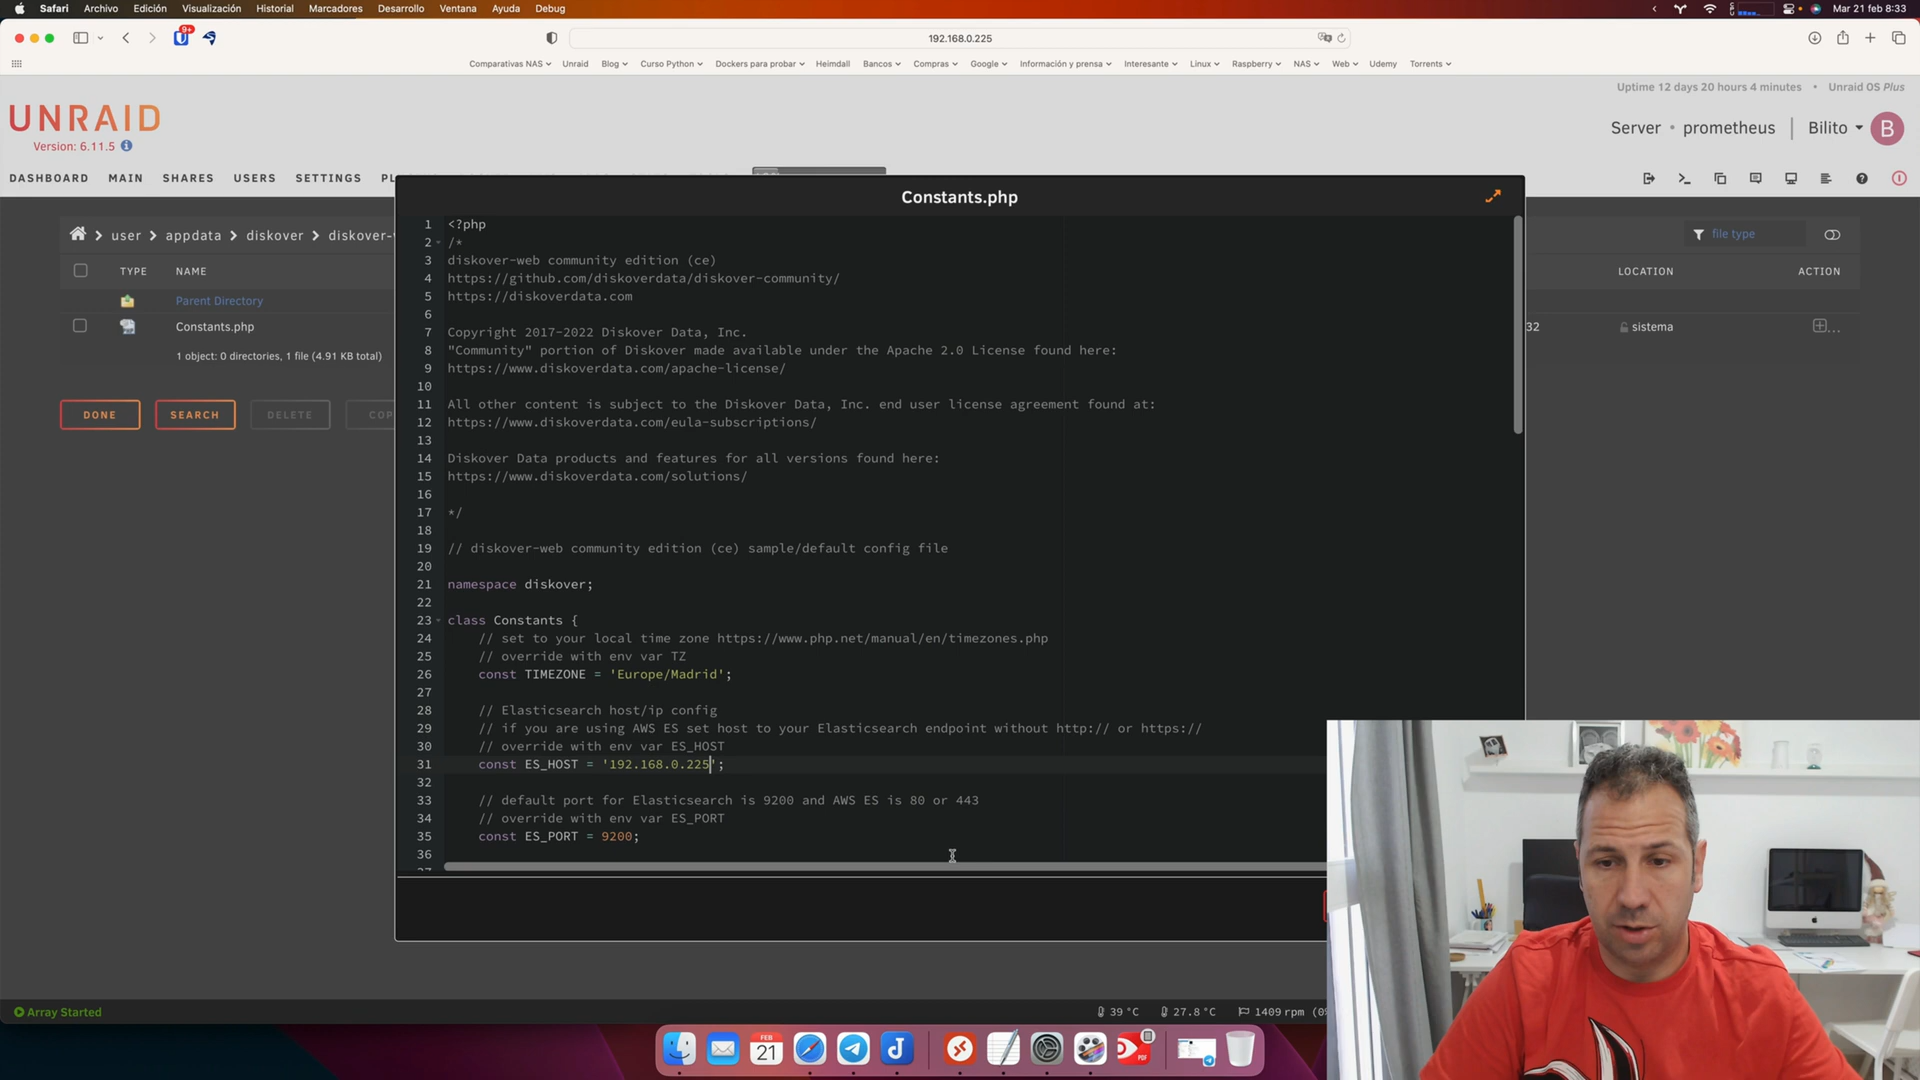 Safari Archivo Edición Visualización Historial Marcadores Desarrollo Ventana Ayuda Debug
Mar 21 feb 8:33
9+
192.168.0.225
Comparativas NAS Unraid Blog Curso Python Dockers para probar Heimdall Bancos Compras Google Información y prensa Interesante Linux Raspberry NAS Web Udemy Torrents
Uptime 12 days 20 hours 4 minutes • Unraid OS Plus
UNRAID
Version: 6.11.5
Server • prometheus | Bilito B
DASHBOARD MAIN SHARES USERS SETTINGS
Constants.php
user > appdata > diskover >
file type
TYPE NAME
LOCATION ACTION
Parent Directory
Constants.php
32 sistema
1 object: 0 directories, 1 file (4.91 KB total)
DONE SEARCH DELETE
1 <?php
2 /*
3 diskover-web community edition (ce)
4 https://github.com/diskoverdata/diskover-community/
5 https://diskoverdata.com
6
7 Copyright 2017-2022 Diskover Data, Inc.
8 "Community" portion of Diskover made available under the Apache 2.0 License found here:
9 https://www.diskoverdata.com/apache-license/
10
11 All other content is subject to the Diskover Data, Inc. end user license agreement found at:
12 https://www.diskoverdata.com/eula-subscriptions/
13
14 Diskover Data products and features for all versions found here:
15 https://www.diskoverdata.com/solutions/
16
17 */
18
19 // diskover-web community edition (ce) sample/default config file
20
21 namespace diskover;
22
23 class Constants {
24 // set to your local time zone https://www.php.net/manual/en/timezones.php
25 // override with env var TZ
26 const TIMEZONE = 'Europe/Madrid';
27
28 // Elasticsearch host/ip config
29 // if you are using AWS ES set host to your Elasticsearch endpoint without http:// or https://
30 // override with env var ES_HOST
31 const ES_HOST = '192.168.0.225';
32
33 // default port for Elasticsearch is 9200 and AWS ES is 80 or 443
34 // override with env var ES_PORT
35 const ES_PORT = 9200;
36
Array Started
39 °C 27.8 °C 1409 rpm
FEB
21
PDF